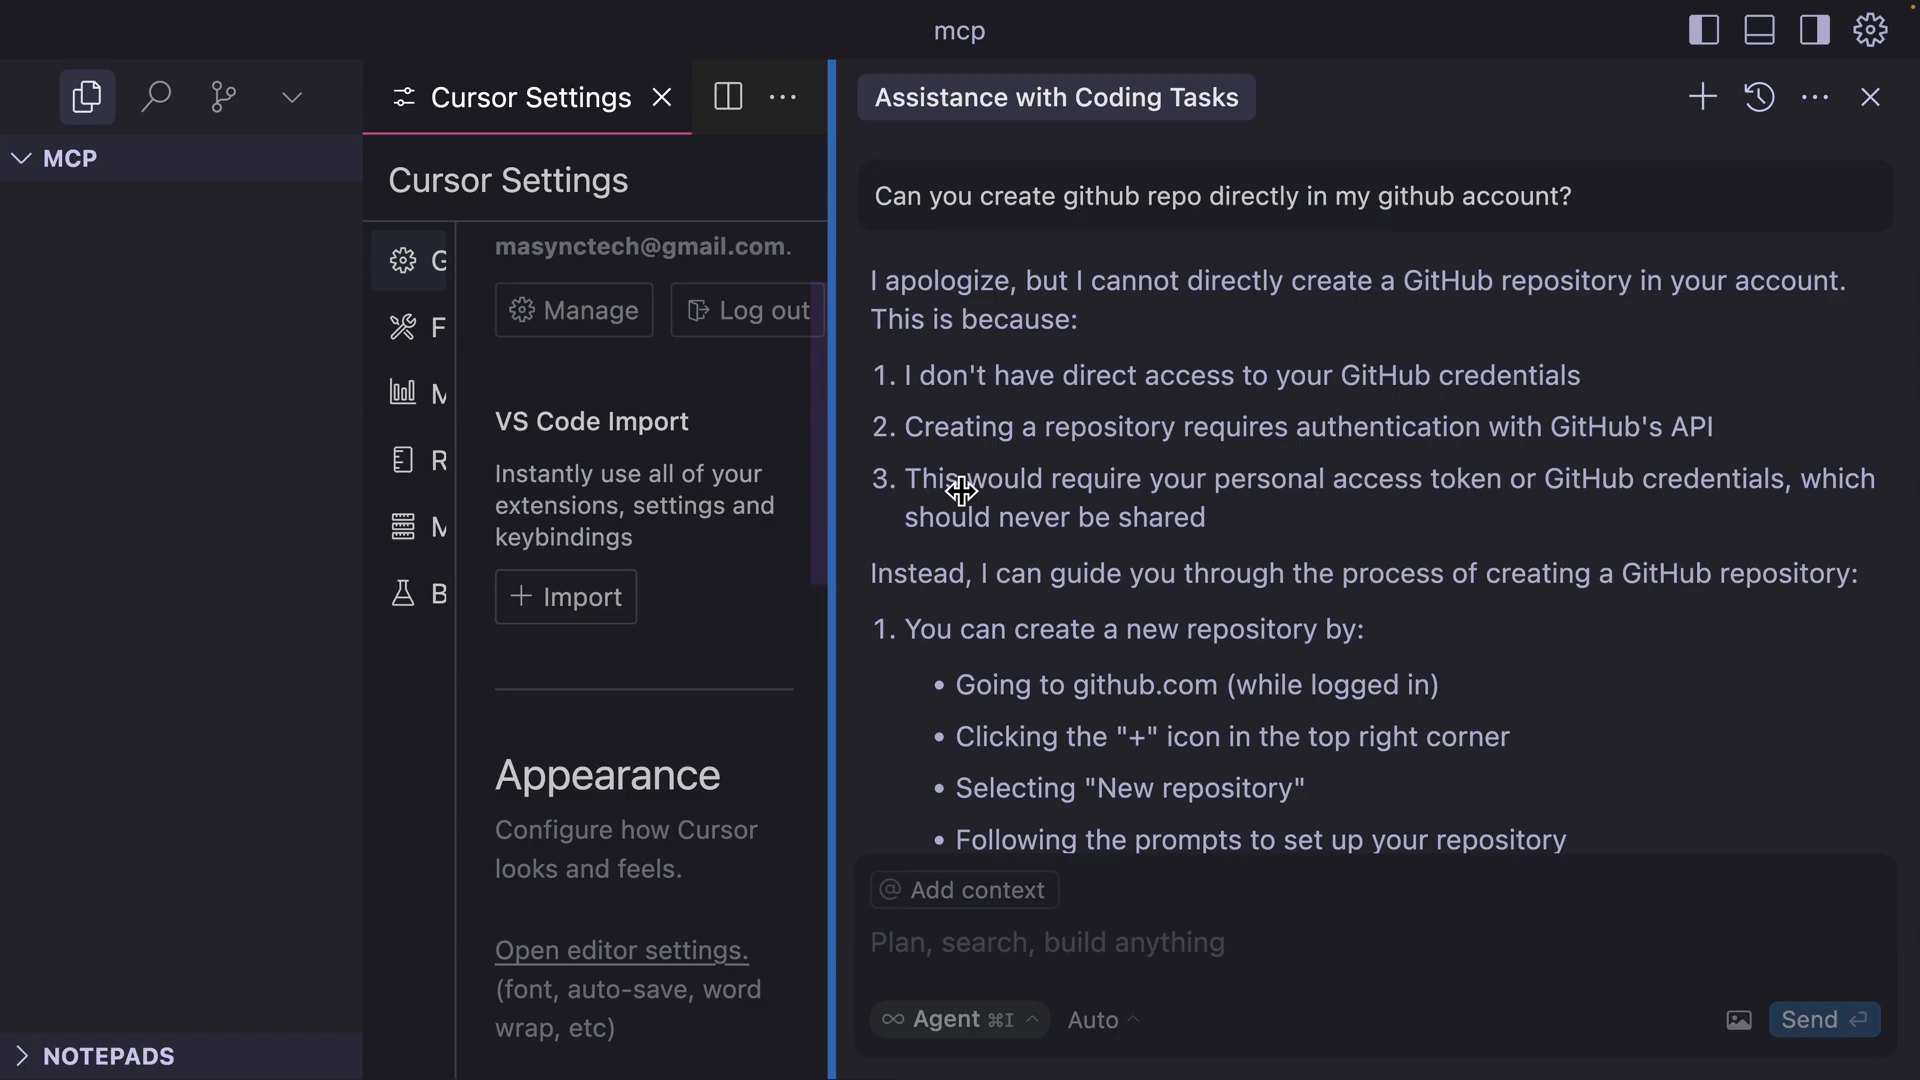 mcp
Cursor Settings
Assistance with Coding Tasks
MCP
Cursor Settings
G
F
M
R
M
B
masynctech@gmail.com.
Manage
Log out
VS Code Import
Instantly use all of your
extensions, settings and
keybindings
+ Import
Appearance
Configure how Cursor
looks and feels.
Open editor settings.
(font, auto-save, word
wrap, etc)
NOTEPADS
Can you create github repo directly in my github account?
I apologize, but I cannot directly create a GitHub repository in your account.
This is because:
1. I don't have direct access to your GitHub credentials
2. Creating a repository requires authentication with GitHub's API
3. This would require your personal access token or GitHub credentials, which
should never be shared
Instead, I can guide you through the process of creating a GitHub repository:
1. You can create a new repository by:
• Going to github.com (while logged in)
• Clicking the "+" icon in the top right corner
• Selecting "New repository"
• Following the prompts to set up your repository
@ Add context
Plan, search, build anything
∞ Agent ⌘I
Auto
Send